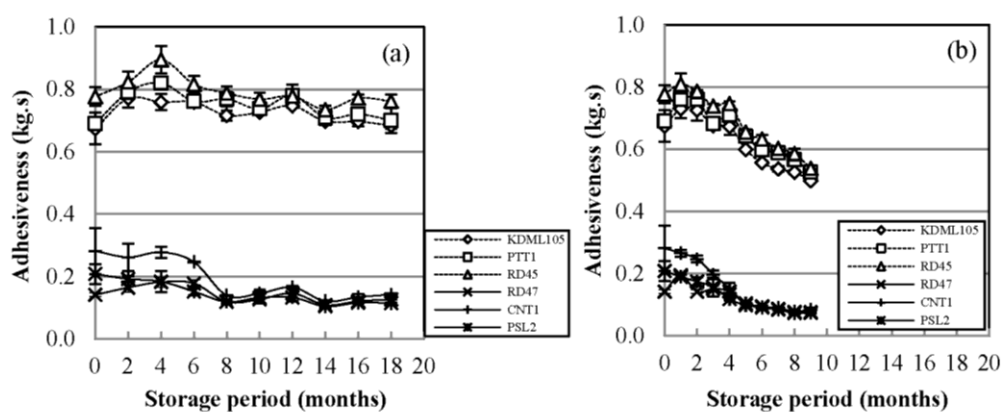 (a)
Adhesiveness (kg.s)
1.0
0.8
0.6
0.4
0.2
0.0
0 2 4 6 8 10 12 14 16 18 20
Storage period (months)
KDML105
PTT1
RD45
RD47
CNT1
PSL2
(b)
Adhesiveness (kg.s)
1.0
0.8
0.6
0.4
0.2
0.0
0 2 4 6 8 10 12 14 16 18 20
Storage period (months)
KDML105
PTT1
RD45
RD47
CNT1
PSL2